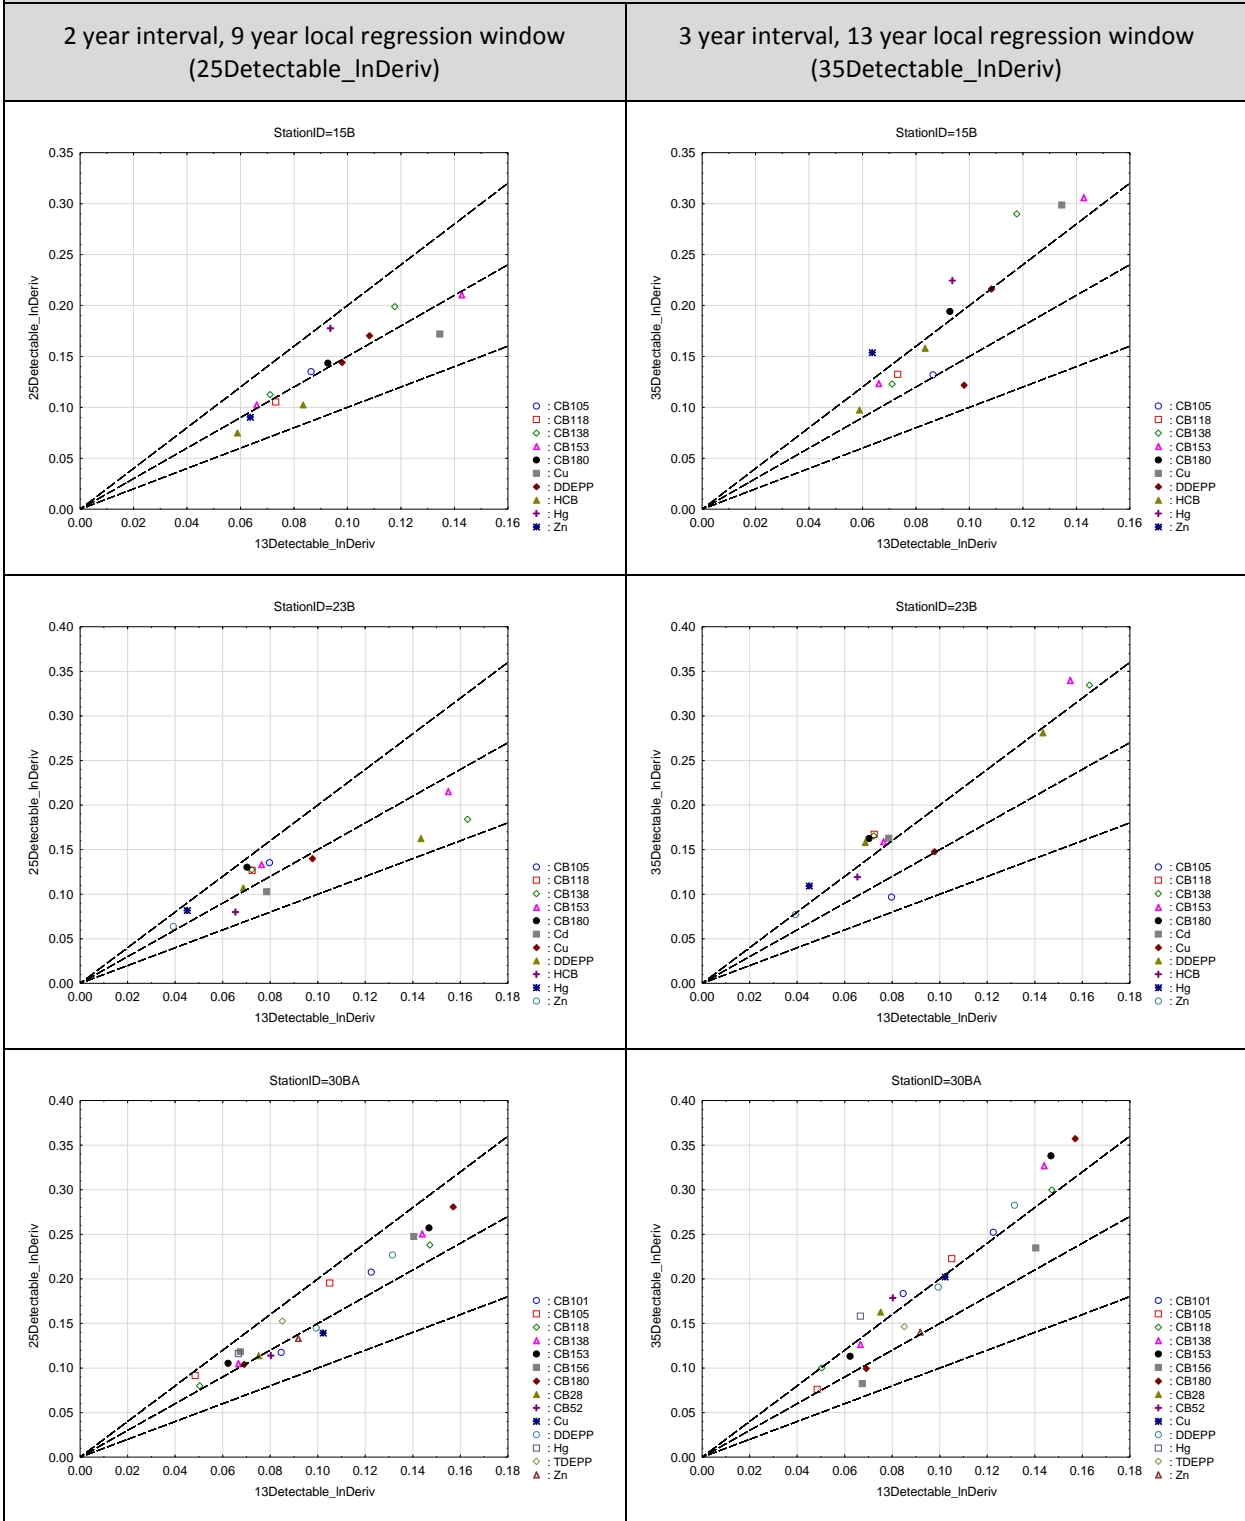 2 year interval, 9 year local regression window
(25Detectable_lnDeriv)
3 year interval, 13 year local regression window
(35Detectable_lnDeriv)
StationID=15B
0.35
0.30
0.25
0.20
0.15
0.10
0.05
0.00
25Detectable_lnDeriv
0.00 0.02 0.04 0.06 0.08 0.10 0.12 0.14 0.16
13Detectable_lnDeriv
: CB105
: CB118
: CB138
: CB153
: CB180
: Cu
: DDEPP
: HCB
: Hg
: Zn
StationID=15B
0.35
0.30
0.25
0.20
0.15
0.10
0.05
0.00
35Detectable_lnDeriv
0.00 0.02 0.04 0.06 0.08 0.10 0.12 0.14 0.16
13Detectable_lnDeriv
: CB105
: CB118
: CB138
: CB153
: CB180
: Cu
: DDEPP
: HCB
: Hg
: Zn
StationID=23B
0.40
0.35
0.30
0.25
0.20
0.15
0.10
0.05
0.00
25Detectable_lnDeriv
0.00 0.02 0.04 0.06 0.08 0.10 0.12 0.14 0.16 0.18
13Detectable_lnDeriv
: CB105
: CB118
: CB138
: CB153
: CB180
: Cd
: Cu
: DDEPP
: HCB
: Hg
: Zn
StationID=23B
0.40
0.35
0.30
0.25
0.20
0.15
0.10
0.05
0.00
35Detectable_lnDeriv
0.00 0.02 0.04 0.06 0.08 0.10 0.12 0.14 0.16 0.18
13Detectable_lnDeriv
: CB105
: CB118
: CB138
: CB153
: CB180
: Cd
: Cu
: DDEPP
: HCB
: Hg
: Zn
StationID=30BA
0.40
0.35
0.30
0.25
0.20
0.15
0.10
0.05
0.00
25Detectable_lnDeriv
0.00 0.02 0.04 0.06 0.08 0.10 0.12 0.14 0.16 0.18
13Detectable_lnDeriv
: CB101
: CB105
: CB118
: CB138
: CB153
: CB156
: CB180
: CB28
: CB52
: Cu
: DDEPP
: Hg
: TDEPP
: Zn
StationID=30BA
0.40
0.35
0.30
0.25
0.20
0.15
0.10
0.05
0.00
35Detectable_lnDeriv
0.00 0.02 0.04 0.06 0.08 0.10 0.12 0.14 0.16 0.18
13Detectable_lnDeriv
: CB101
: CB105
: CB118
: CB138
: CB153
: CB156
: CB180
: CB28
: CB52
: Cu
: DDEPP
: Hg
: TDEPP
: Zn